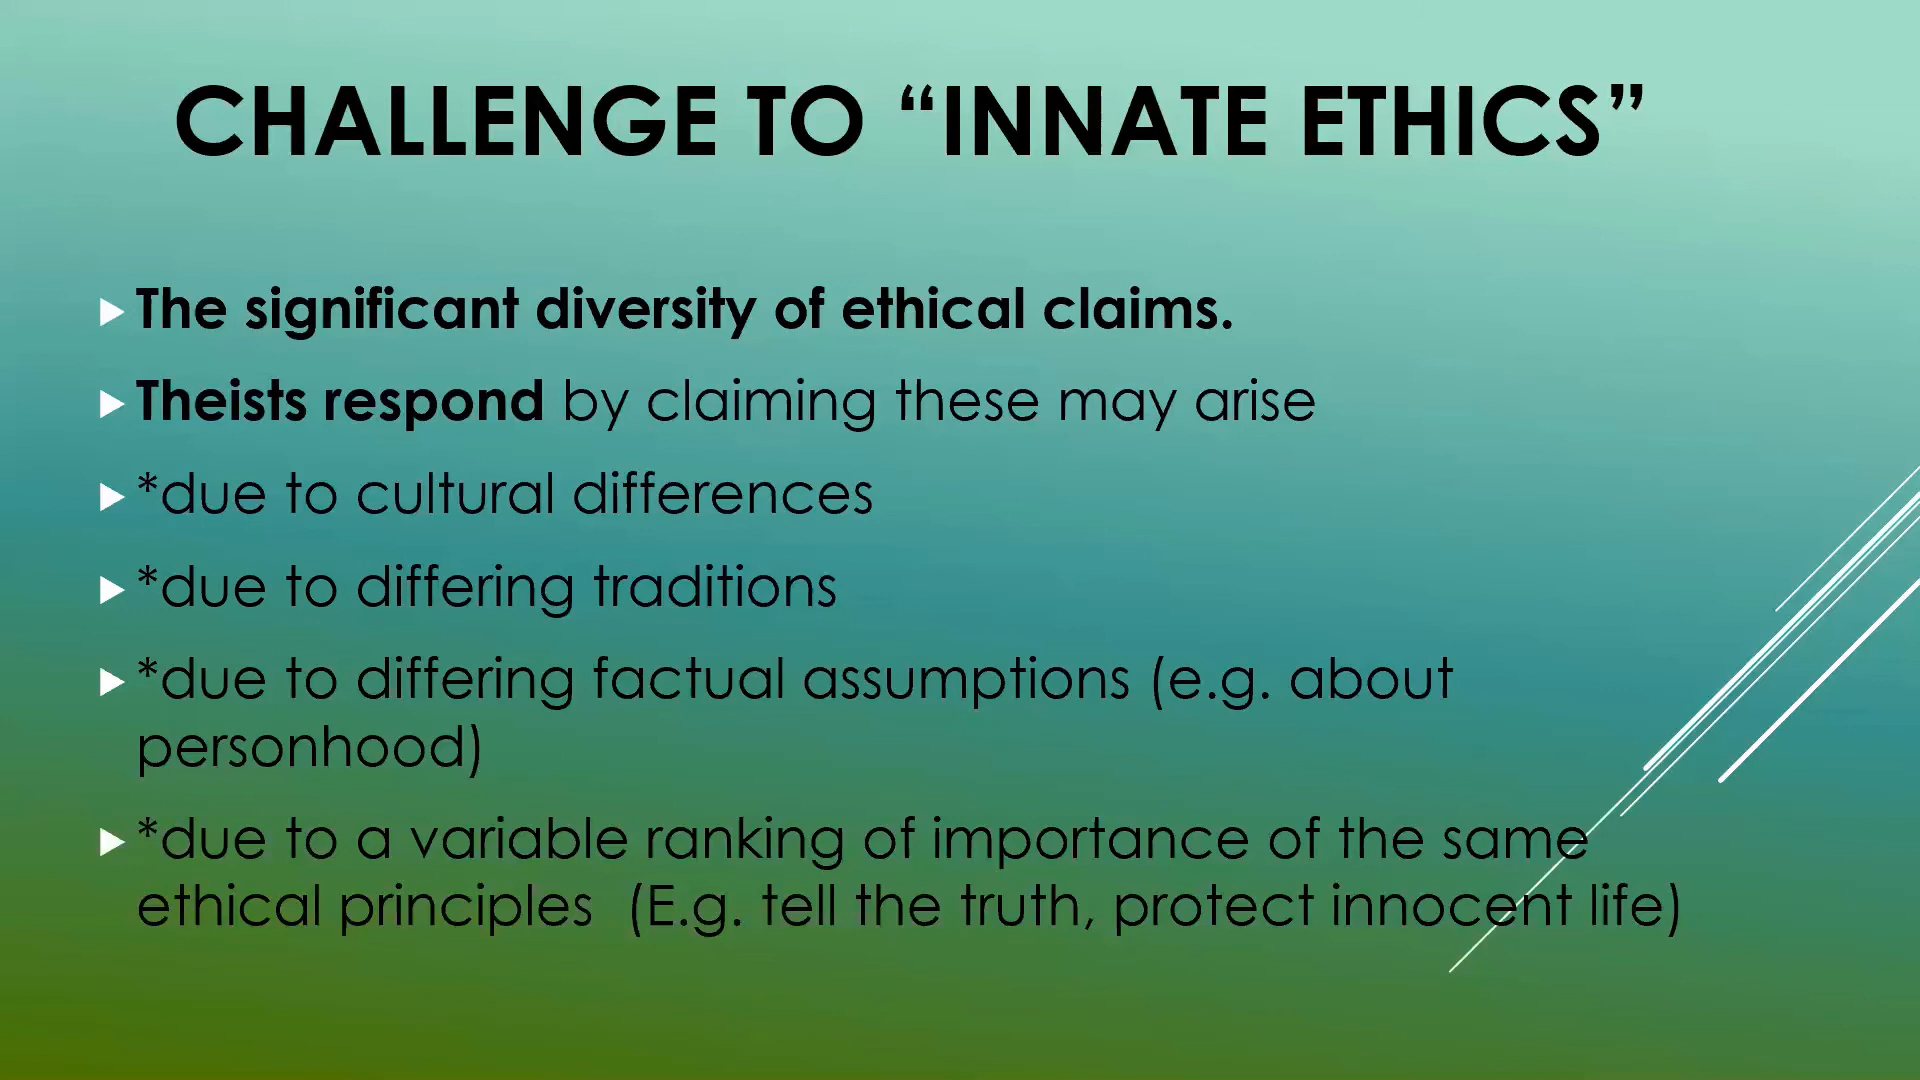 CHALLENGE TO “INNATE ETHICS”
The significant diversity of ethical claims.
Theists respond by claiming these may arise
*due to cultural differences
*due to differing traditions
*due to differing factual assumptions (e.g. about
personhood)
*due to a variable ranking of importance of the same
ethical principles  (E.g. tell the truth, protect innocent life)